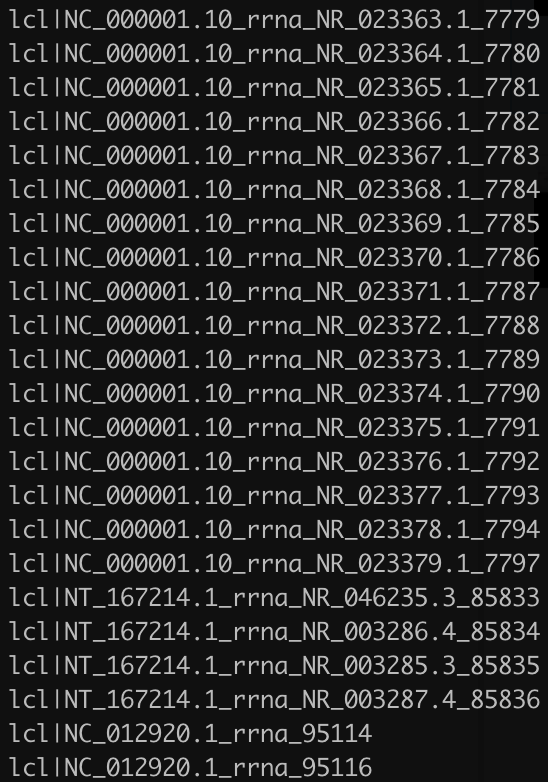 lcl|NC_000001.10_rrna_NR_023363.1_7779
lcl|NC_000001.10_rrna_NR_023364.1_7780
lcl|NC_000001.10_rrna_NR_023365.1_7781
lcl|NC_000001.10_rrna_NR_023366.1_7782
lcl|NC_000001.10_rrna_NR_023367.1_7783
lcl|NC_000001.10_rrna_NR_023368.1_7784
lcl|NC_000001.10_rrna_NR_023369.1_7785
lcl|NC_000001.10_rrna_NR_023370.1_7786
lcl|NC_000001.10_rrna_NR_023371.1_7787
lcl|NC_000001.10_rrna_NR_023372.1_7788
lcl|NC_000001.10_rrna_NR_023373.1_7789
lcl|NC_000001.10_rrna_NR_023374.1_7790
lcl|NC_000001.10_rrna_NR_023375.1_7791
lcl|NC_000001.10_rrna_NR_023376.1_7792
lcl|NC_000001.10_rrna_NR_023377.1_7793
lcl|NC_000001.10_rrna_NR_023378.1_7794
lcl|NC_000001.10_rrna_NR_023379.1_7797
lcl|NT_167214.1_rrna_NR_046235.3_85833
lcl|NT_167214.1_rrna_NR_003286.4_85834
lcl|NT_167214.1_rrna_NR_003285.3_85835
lcl|NT_167214.1_rrna_NR_003287.4_85836
lcl|NC_012920.1_rrna_95114
lcl|NC_012920.1_rrna_95116